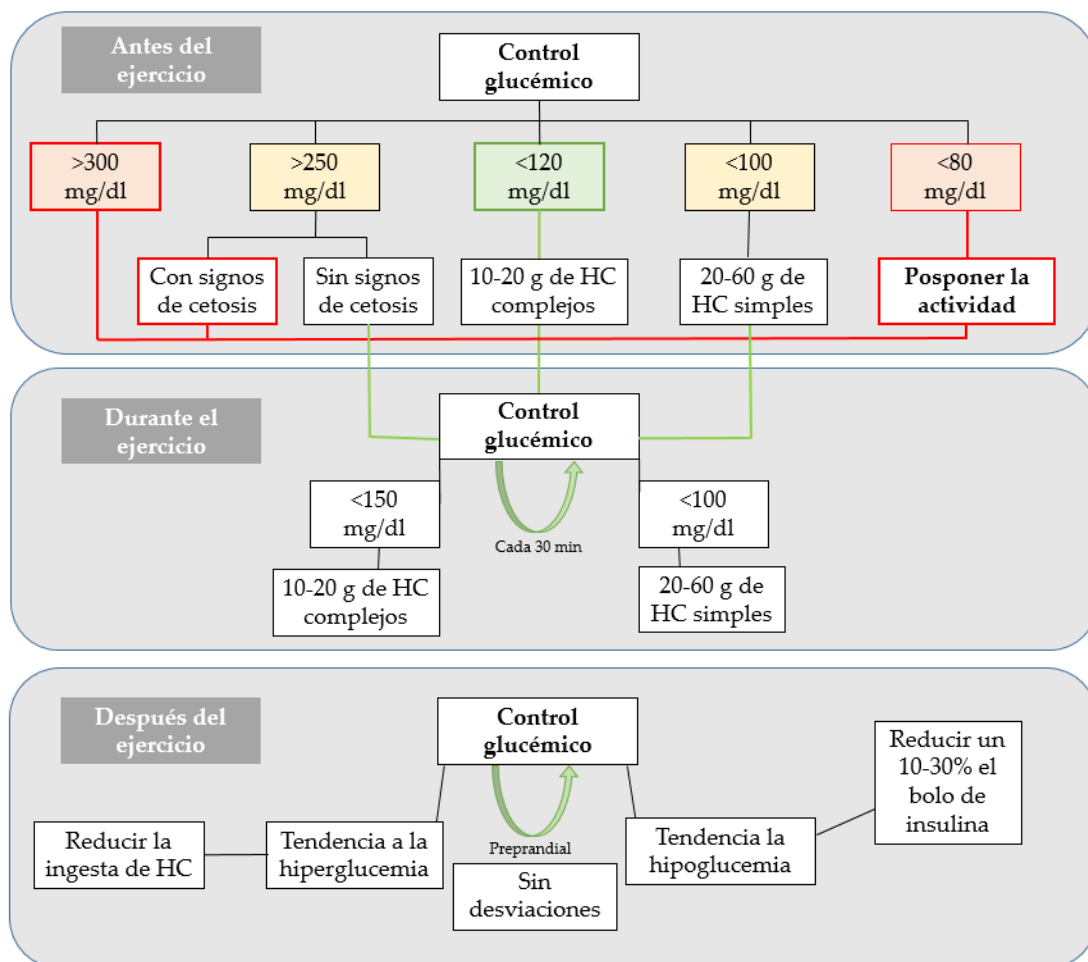 Antes del
ejercicio
Control
glucémico
>300
mg/dl
>250
mg/dl
<120
mg/dl
<100
mg/dl
<80
mg/dl
Con signos
de cetosis
Sin signos
de cetosis
10-20 g de HC
complejos
20-60 g de
HC simples
Posponer la
actividad
Durante el
ejercicio
Control
glucémico
<150
mg/dl
Cada 30 min
<100
mg/dl
10-20 g de HC
complejos
20-60 g de
HC simples
Después del
ejercicio
Control
glucémico
Reducir un
10-30% el
bolo de
insulina
Reducir la
ingesta de HC
Tendencia a la
hiperglucemia
Preprandial
Sin
desviaciones
Tendencia la
hipoglucemia